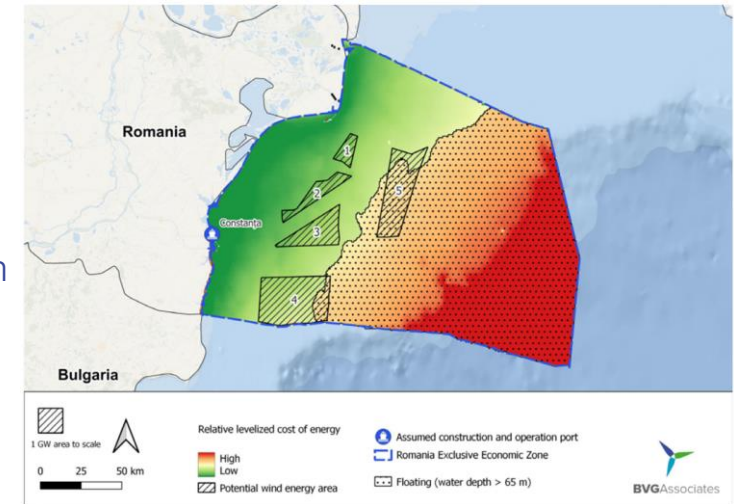 n
Romania
Constanța
Bulgaria
1
2
3
4
5
1 GW area to scale
0 25 50 km
Relative levelized cost of energy
High
Low
Potential wind energy area
Assumed construction and operation port
Romania Exclusive Economic Zone
Floating (water depth > 65 m)
BVGAssociates